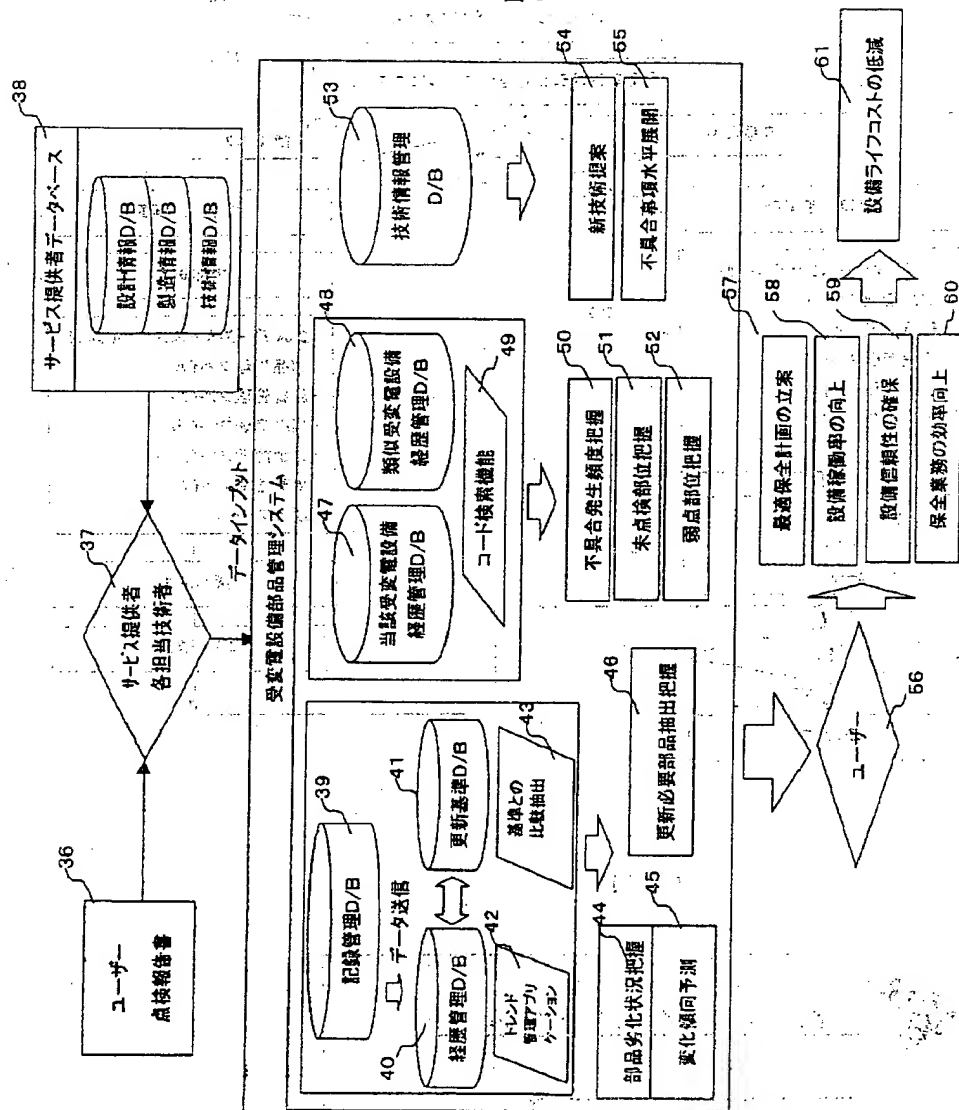 36
ユーザー
点検報告書
37
サービス提供者
各担当技術者
38
サービス提供者データベース
設計情報D/B
製造情報D/B
技術情報D/B
データインプット
受変電設備部品管理システム
39
記録管理D/B
データ送信
40
経歴管理D/B
41
更新基準D/B
42
トレンド
管理アプリ
ケーション
43
基準との
比較抽出
44
部品劣化状況把握
45
変化傾向予測
46
更新必要部品抽出把握
47
当該受変電設備
経歴管理D/B
48
類似受変電設備
経歴管理D/B
49
コード検索機能
50
不具合発生頻度把握
51
未点検部位把握
52
弱点部位把握
53
技術情報管理
D/B
54
新技術提案
55
不具合事項水平展開
56
ユーザー
57
最適保全計画の立案
58
設備稼働率の向上
59
設備信頼性の確保
60
保全業務の効率向上
61
設備ライフコストの低減